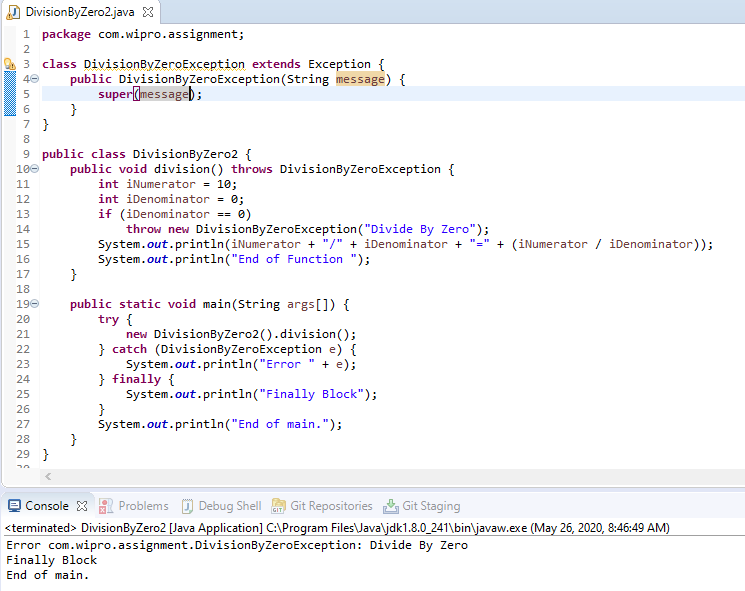 DivisionByZero2.java
1 package com.wipro.assignment;
2
3 class DivisionByZeroException extends Exception {
4     public DivisionByZeroException(String message) {
5         super(message);
6     }
7 }
8
9 public class DivisionByZero2 {
10     public void division() throws DivisionByZeroException {
11         int iNumerator = 10;
12         int iDenominator = 0;
13         if (iDenominator == 0)
14             throw new DivisionByZeroException("Divide By Zero");
15         System.out.println(iNumerator + "/" + iDenominator + "=" + (iNumerator / iDenominator));
16         System.out.println("End of Function ");
17     }
18
19     public static void main(String args[]) {
20         try {
21             new DivisionByZero2().division();
22         } catch (DivisionByZeroException e) {
23             System.out.println("Error " + e);
24         } finally {
25             System.out.println("Finally Block");
26         }
27         System.out.println("End of main.");
28     }
29 }
30
Console Problems Debug Shell Git Repositories Git Staging
<terminated> DivisionByZero2 [Java Application] C:\Program Files\Java\jdk1.8.0_241\bin\javaw.exe (May 26, 2020, 8:46:49 AM)
Error com.wipro.assignment.DivisionByZeroException: Divide By Zero
Finally Block
End of main.